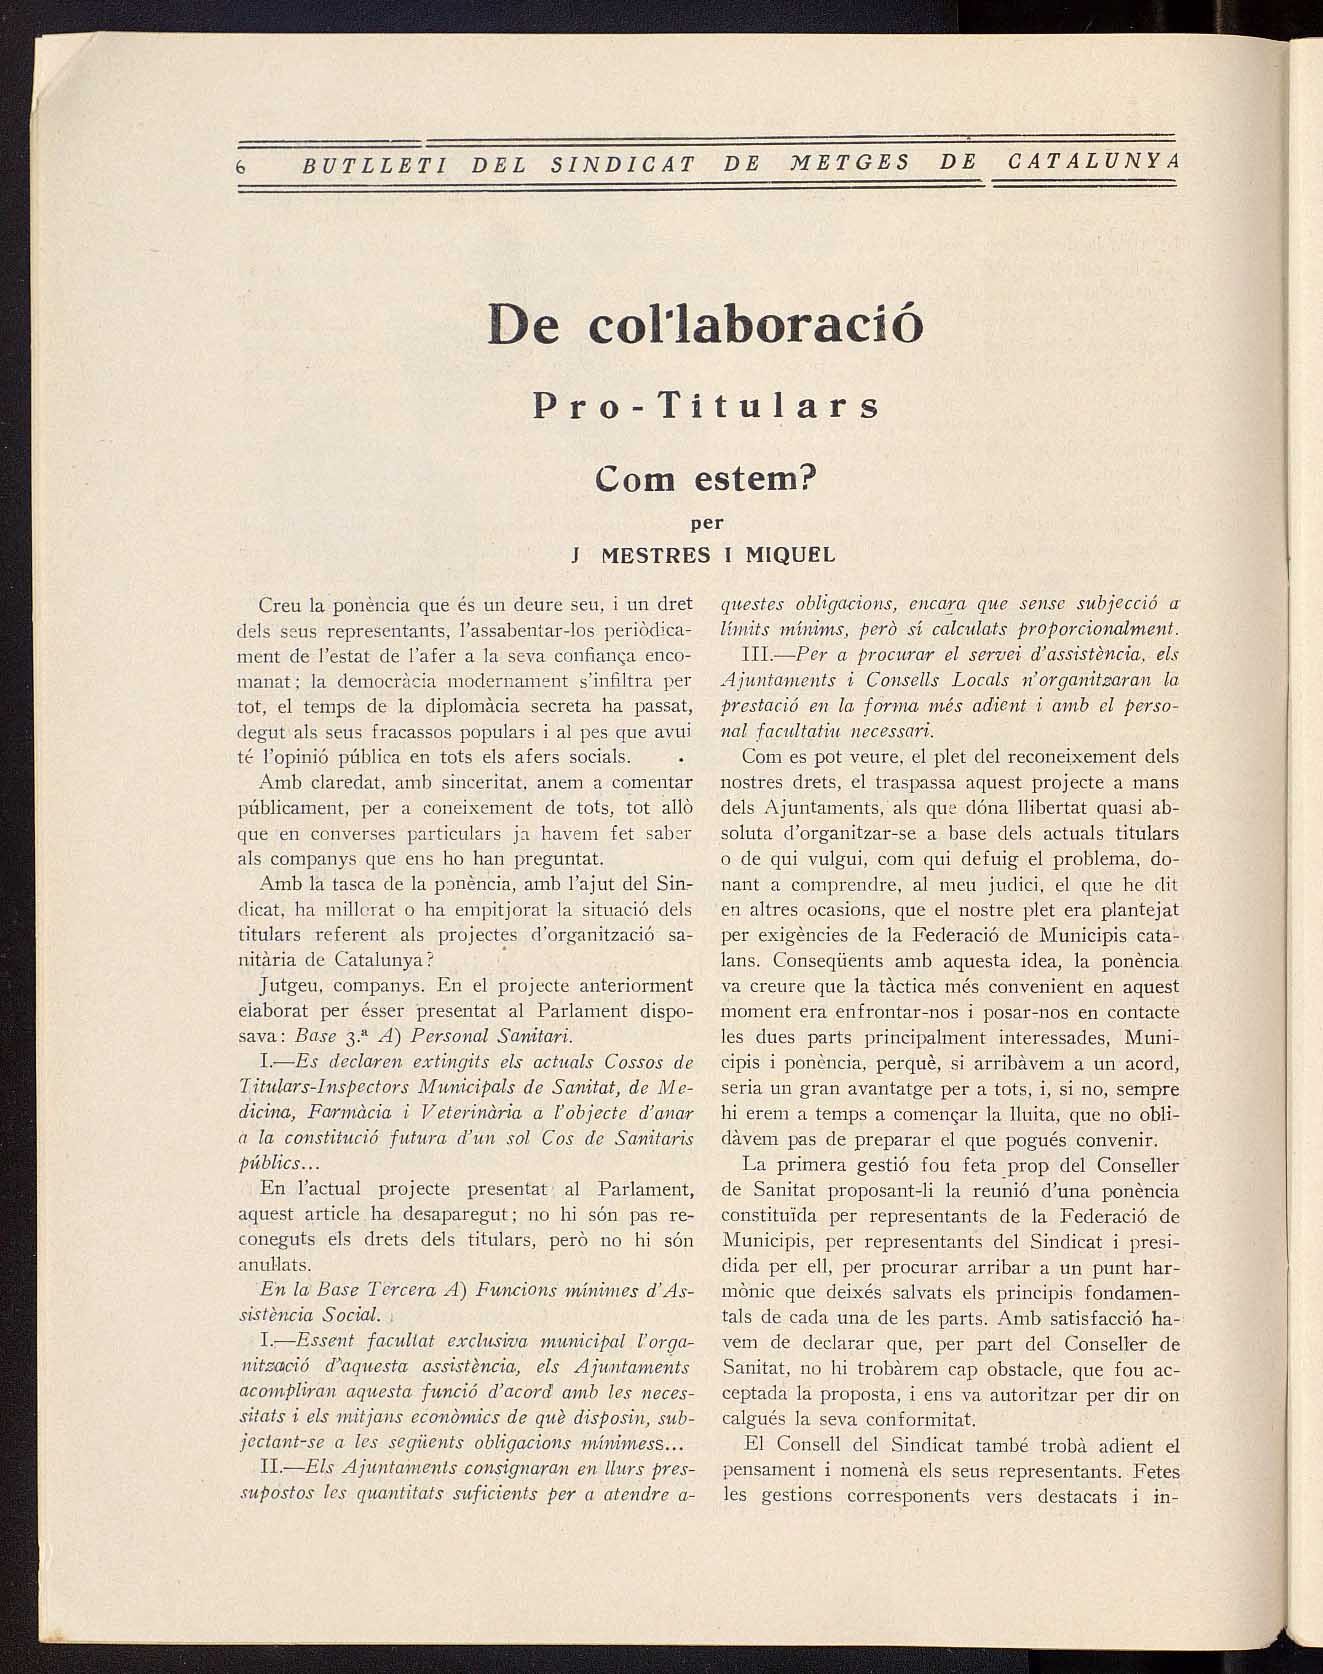 6 BUTLLETI DEL SINDICAT DE METGES DE CATALUNYA
De col·laboració
Pro-Titulars
Com estem?
per
J MESTRES I MIQUEL
Creu la ponència que és un deure seu, i un dret
dels seus representants, l'assabentar-los periòdica-
ment de l'estat de l'afer a la seva confiança enco-
manat; la democràcia modernament s'infiltra per
tot, el temps de la diplomàcia secreta ha passat,
degut als seus fracassos populars i al pes que avui
té l'opinió pública en tots els afers socials.
Amb claredat, amb sinceritat, anem a comentar
públicament, per a coneixement de tots, tot allò
que en converses particulars ja havem fet saber
als companys que ens ho han preguntat.
Amb la tasca de la ponència, amb l'ajut del Sin-
dicat, ha millorat o ha empitjorat la situació dels
titulars referent als projectes d'organització sa-
nitària de Catalunya?
Jutgeu, companys. En el projecte anteriorment
elaborat per ésser presentat al Parlament dispo-
sava: Base 3.ª A) Personal Sanitari.
I.—Es declaren extingits els actuals Cossos de
Titulars-Inspectors Municipals de Sanitat, de Me-
dicina, Farmàcia i Veterinària a l'objecte d'anar
a la constitució futura d'un sol Cos de Sanitaris
públics...
En l'actual projecte presentat al Parlament,
aquest article ha desaparegut; no hi són pas re-
coneguts els drets dels titulars, però no hi són
anul·lats.
En la Base Tercera A) Funcions mínimes d'As-
sistència Social.
I.—Essent facultat exclusiva municipal l'orga-
nització d'aquesta assistència, els Ajuntaments
acompliran aquesta funció d'acord amb les neces-
sitats i els mitjans econòmics de què disposin, sub-
jectant-se a les següents obligacions mínimess...
II.—Els Ajuntaments consignaran en llurs pres-
supostos les quantitats suficients per a atendre a-
questes obligacions, encara que sense subjecció a
límits mínims, però sí calculats proporcionalment.
III.—Per a procurar el servei d'assistència, els
Ajuntaments i Consells Locals n'organitzaran la
prestació en la forma més adient i amb el perso-
nal facultatiu necessari.
Com es pot veure, el plet del reconeixement dels
nostres drets, el traspassa aquest projecte a mans
dels Ajuntaments, als que dóna llibertat quasi ab-
soluta d'organitzar-se a base dels actuals titulars
o de qui vulgui, com qui defuig el problema, do-
nant a comprendre, al meu judici, el que he dit
en altres ocasions, que el nostre plet era plantejat
per exigències de la Federació de Municipis cata-
lans. Conseqüents amb aquesta idea, la ponència
va creure que la tàctica més convenient en aquest
moment era enfrontar-nos i posar-nos en contacte
les dues parts principalment interessades, Muni-
cipis i ponència, perquè, si arribàvem a un acord,
seria un gran avantatge per a tots, i, si no, sempre
hi erem a temps a començar la lluita, que no obli-
dàvem pas de preparar el que pogués convenir.
La primera gestió fou feta prop del Conseller
de Sanitat proposant-li la reunió d'una ponència
constituïda per representants de la Federació de
Municipis, per representants del Sindicat i presi-
dida per ell, per procurar arribar a un punt har-
mònic que deixés salvats els principis fondamen-
tals de cada una de les parts. Amb satisfacció ha-
vem de declarar que, per part del Conseller de
Sanitat, no hi trobàrem cap obstacle, que fou ac-
ceptada la proposta, i ens va autoritzar per dir on
calgués la seva conformitat.
El Consell del Sindicat també trobà adient el
pensament i nomenà els seus representants. Fetes
les gestions corresponents vers destacats i in-